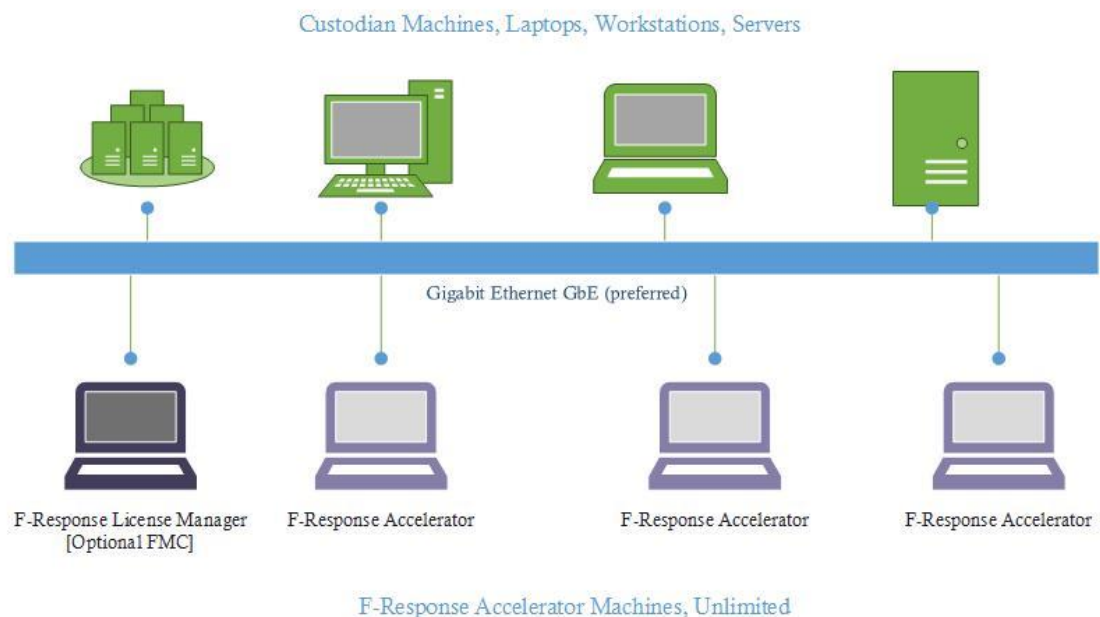 Custodian Machines, Laptops, Workstations, Servers
Gigabit Ethernet GbE (preferred)
F-Response License Manager
[Optional FMC]
F-Response Accelerator
F-Response Accelerator
F-Response Accelerator
F-Response Accelerator Machines, Unlimited